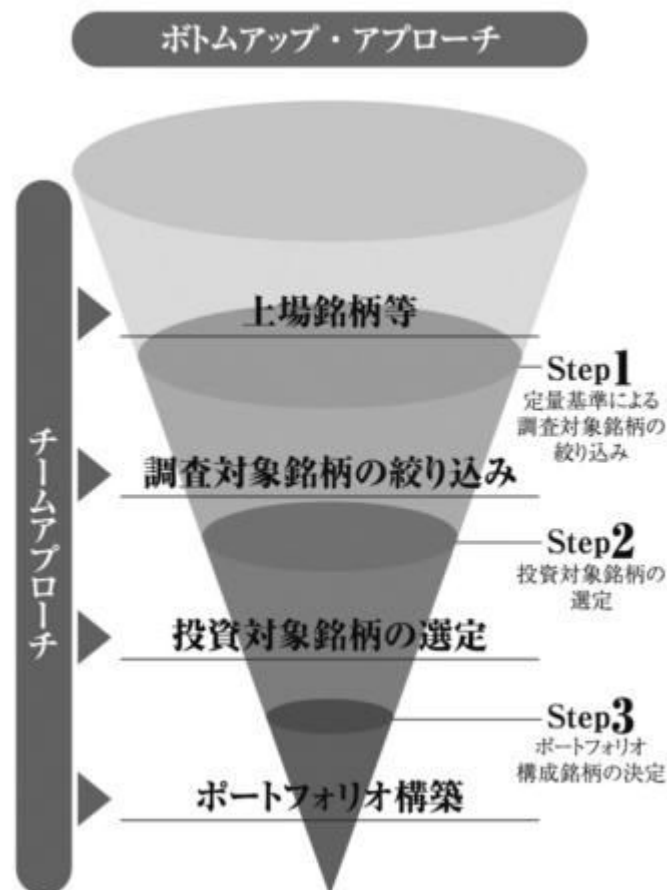 ボトムアップ・アプローチ
チームアプローチ
上場銘柄等
Step1
定量基準による
調査対象銘柄の
絞り込み
調査対象銘柄の絞り込み
Step2
投資対象銘柄の
選定
投資対象銘柄の選定
Step3
ポートフォリオ
構成銘柄の決定
ポートフォリオ構築